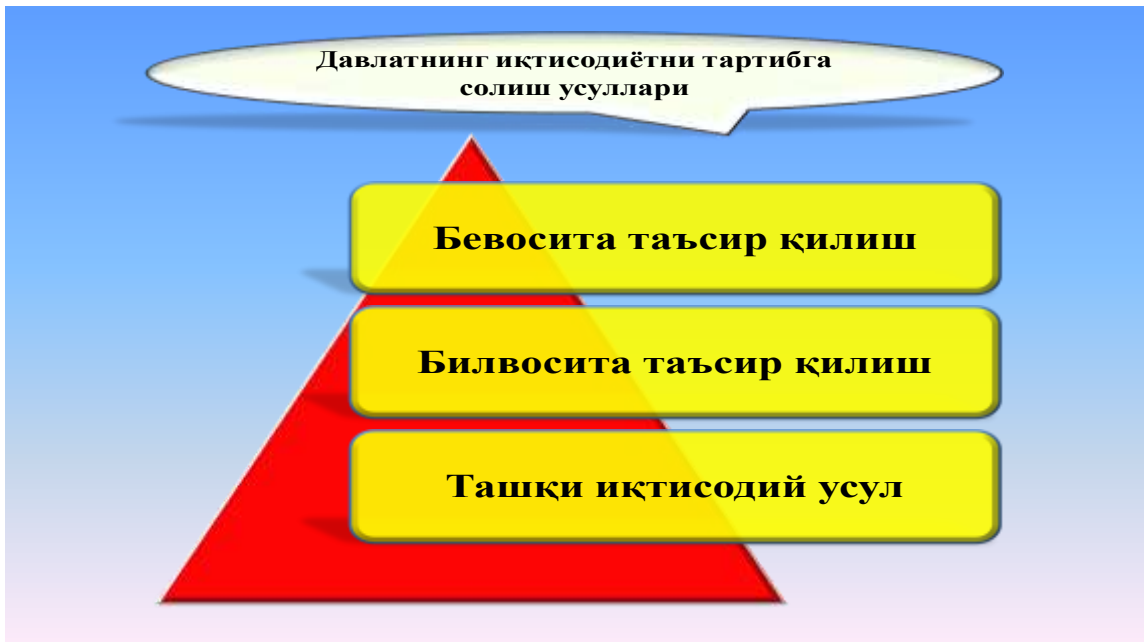 Давлатнинг иқтисодиётни тартибга
солиш усуллари
Бевосита таъсир қилиш
Билвосита таъсир қилиш
Ташқи иқтисодий усул